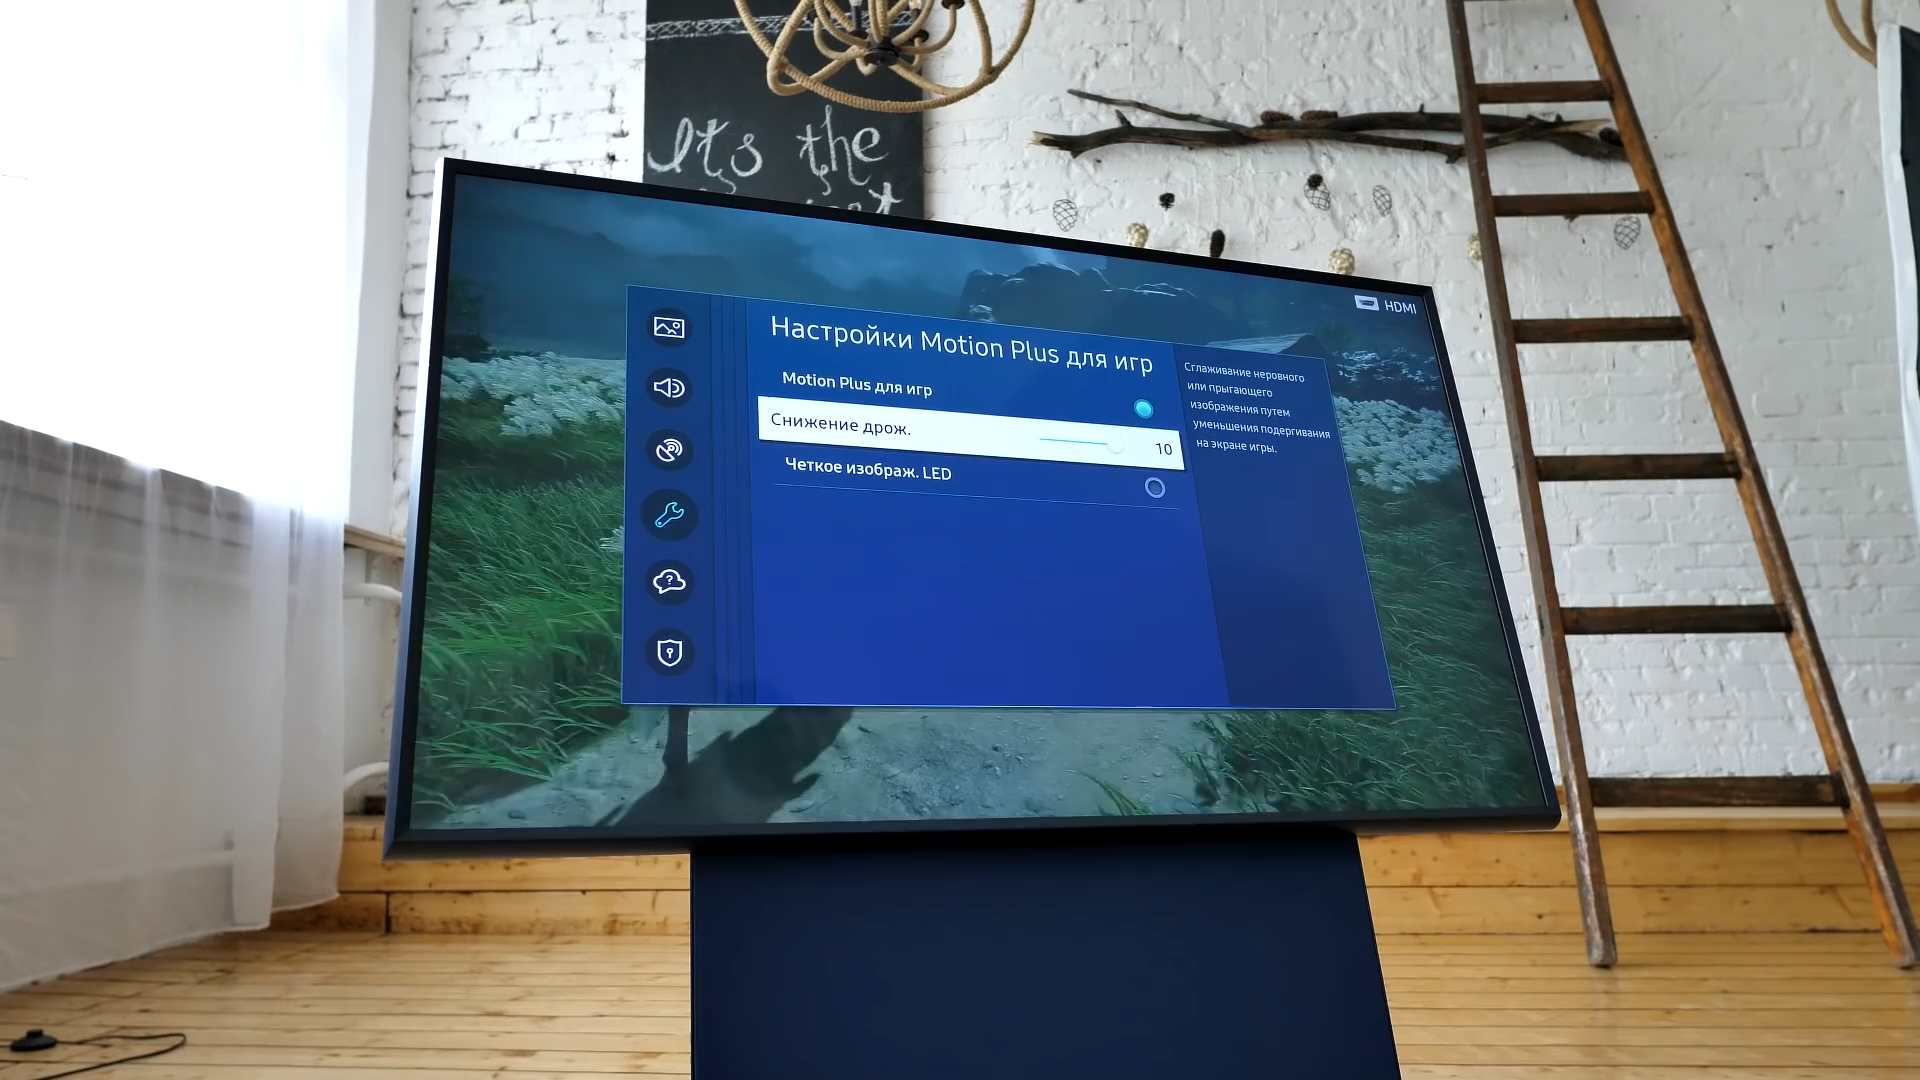 It's the
HDMI
Настройки Motion Plus для игр
Motion Plus для игр
Снижение дрож.
10
Четкое изображ. LED
Сглаживание неровного
или прыгающего
изображения путем
уменьшения подергивания
на экране игры.
?